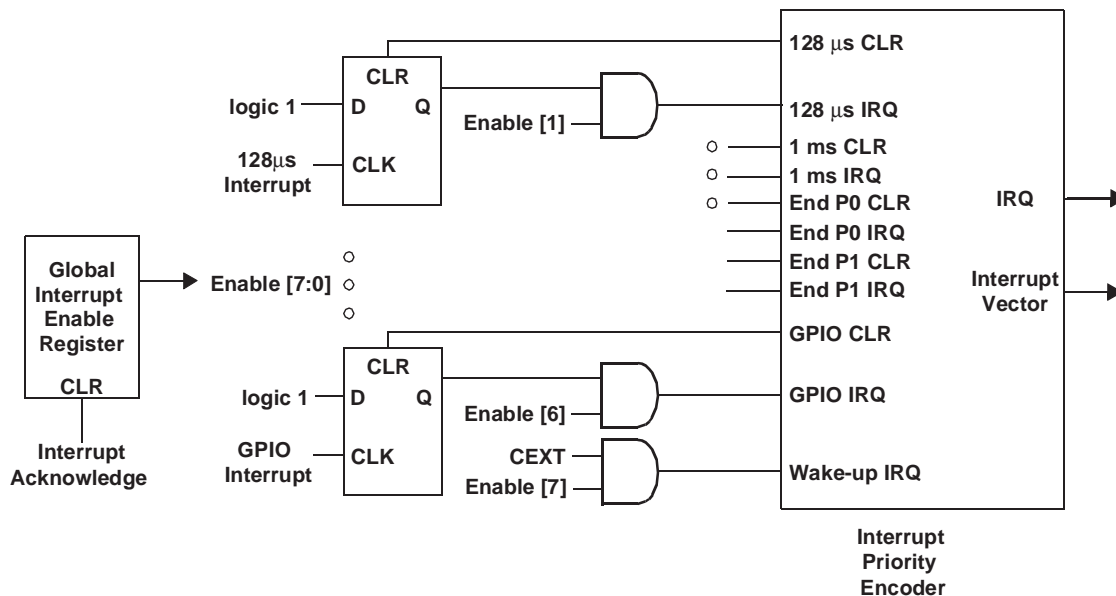 128 μs CLR
CLR
logic 1
D
Q
Enable [1]
128 μs IRQ
128μs
Interrupt
CLK
1 ms CLR
1 ms IRQ
End P0 CLR
IRQ
End P0 IRQ
End P1 CLR
End P1 IRQ
Interrupt
Vector
Global
Interrupt
Enable
Register
CLR
Enable [7:0]
Interrupt
Acknowledge
GPIO CLR
CLR
logic 1
D
Q
Enable [6]
GPIO IRQ
GPIO
Interrupt
CLK
CEXT
Enable [7]
Wake-up IRQ
Interrupt
Priority
Encoder